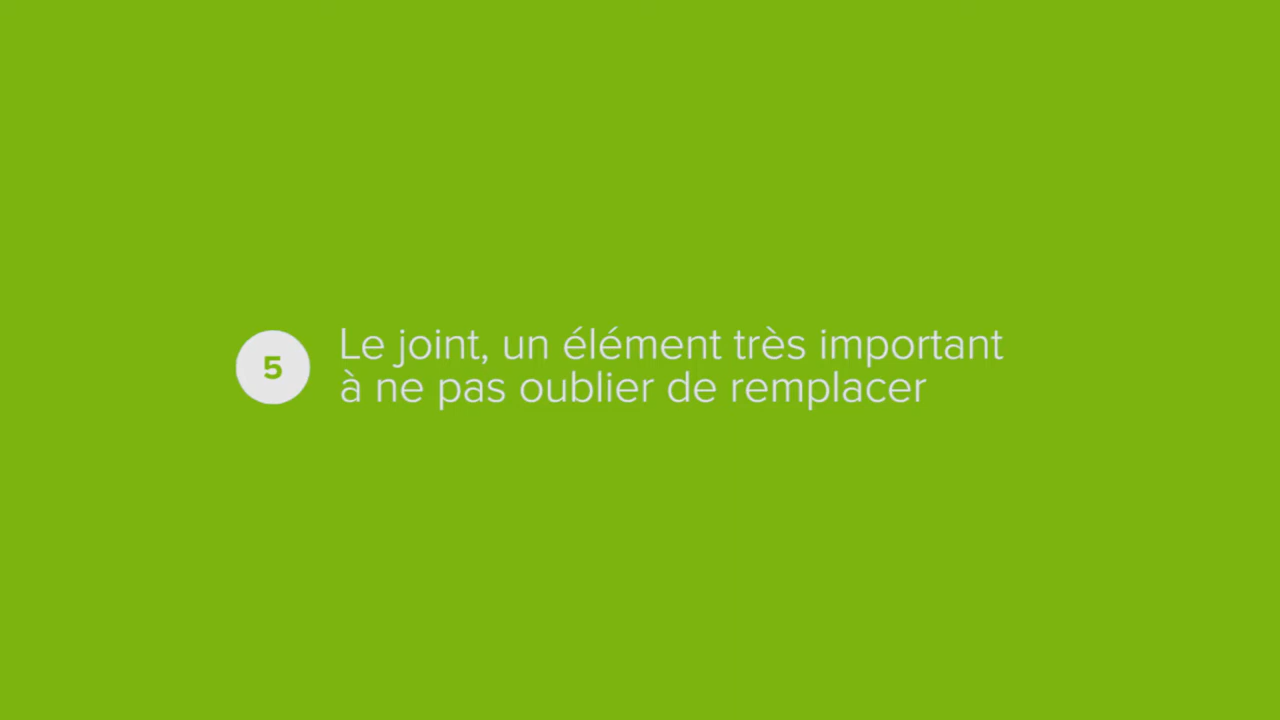 5
Le joint, un élément très important
à ne pas oublier de remplacer